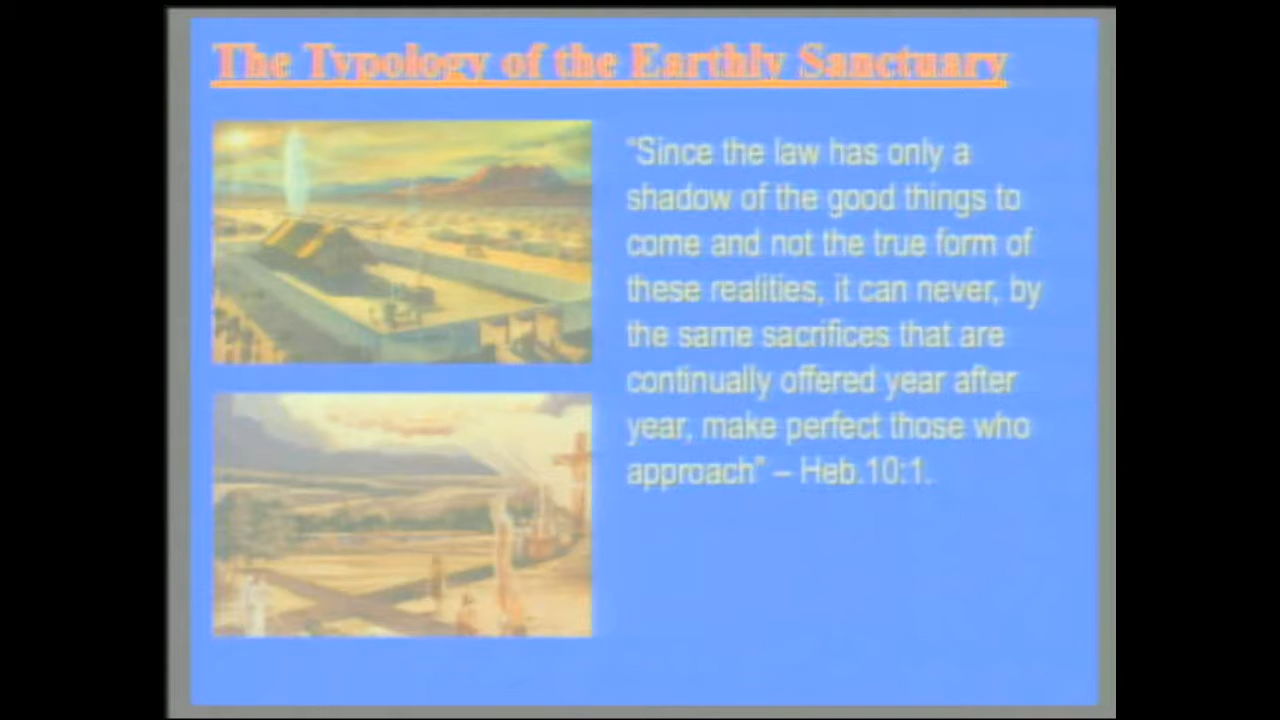 The Typology of the Earthly Sanctuary
“Since the law has only a
shadow of the good things to
come and not the true form of
these realities, it can never, by
the same sacrifices that are
continually offered year after
year, make perfect those who
approach” – Heb.10:1.